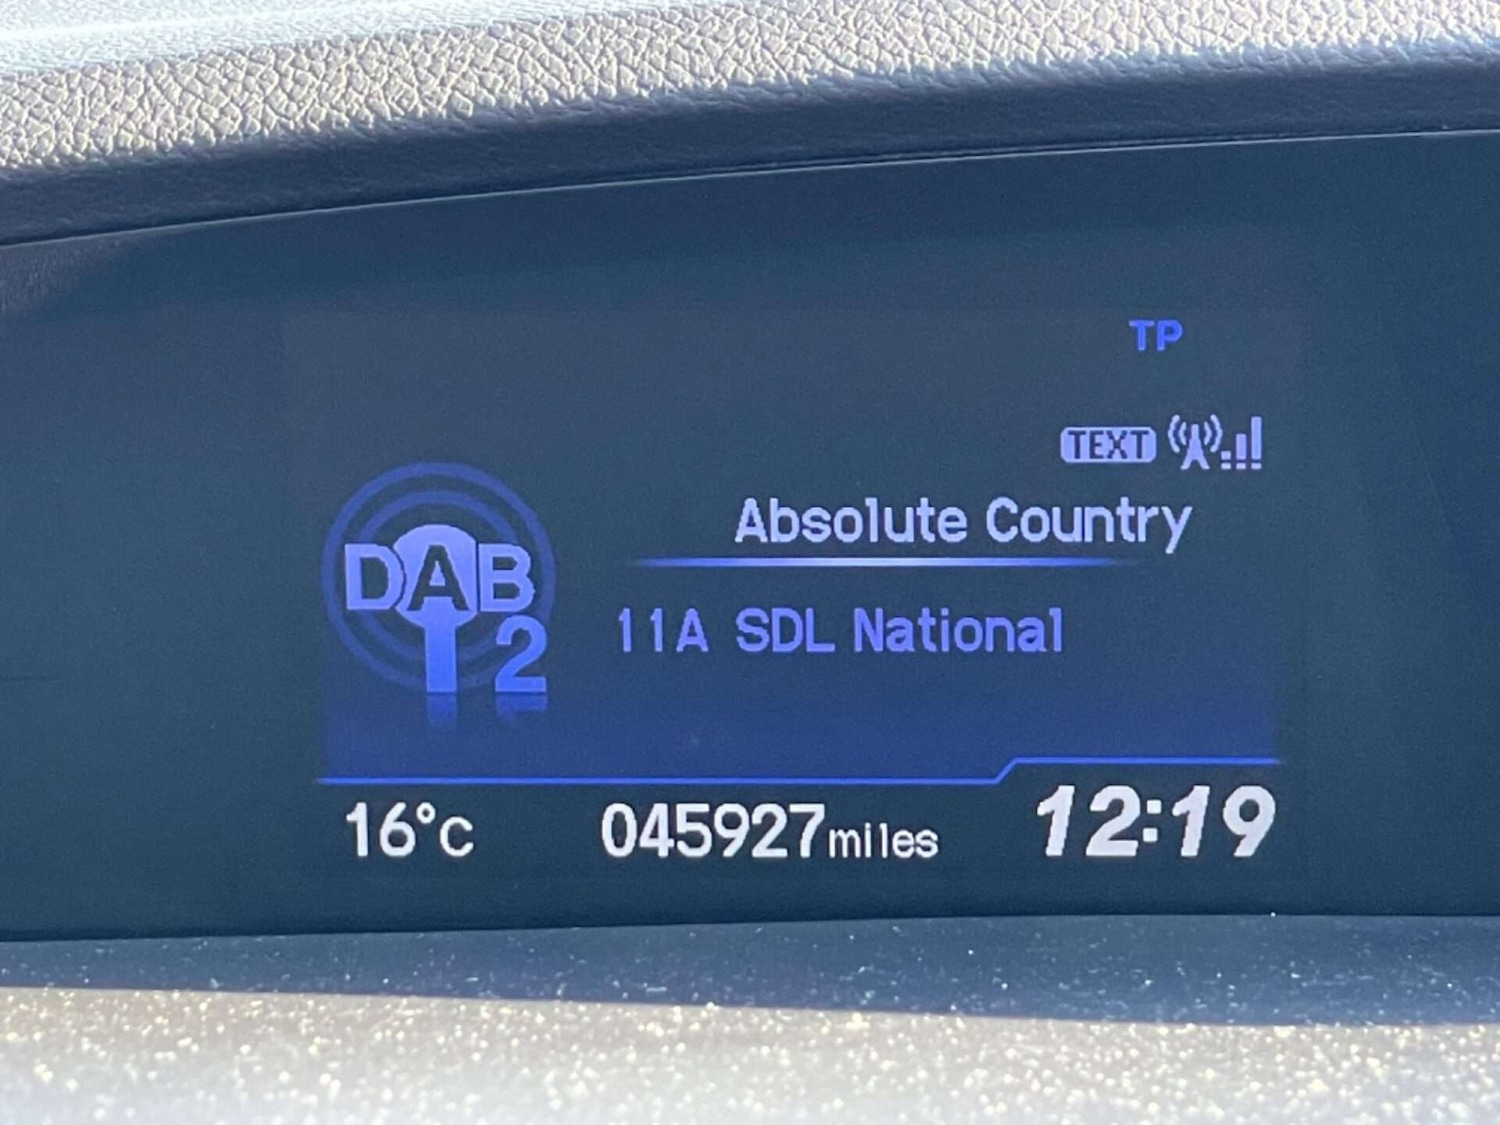 TP
TEXT
Absolute Country
DAB 2
11A SDL National
16°C 045927miles 12:19